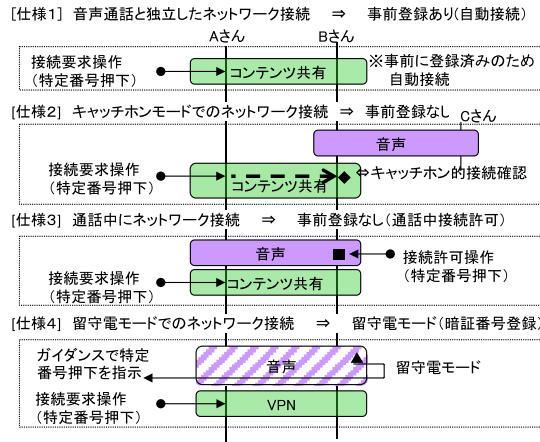 [仕様1] 音声通話と独立したネットワーク接続 ⇒ 事前登録あり(自動接続)
Aさん
Bさん
接続要求操作
(特定番号押下)
コンテンツ共有
※事前に登録済みのため
自動接続
[仕様2] キャッチホンモードでのネットワーク接続 ⇒ 事前登録なし
Cさん
音声
接続要求操作
(特定番号押下)
コンテンツ共有
⇔キャッチホン的接続確認
[仕様3] 通話中にネットワーク接続 ⇒ 事前登録なし(通話中接続許可)
音声
接続許可操作
(特定番号押下)
接続要求操作
(特定番号押下)
コンテンツ共有
[仕様4] 留守電モードでのネットワーク接続 ⇒ 留守電モード(暗証番号登録)
ガイダンスで特定
番号押下を指示
音声
留守電モード
接続要求操作
(特定番号押下)
VPN